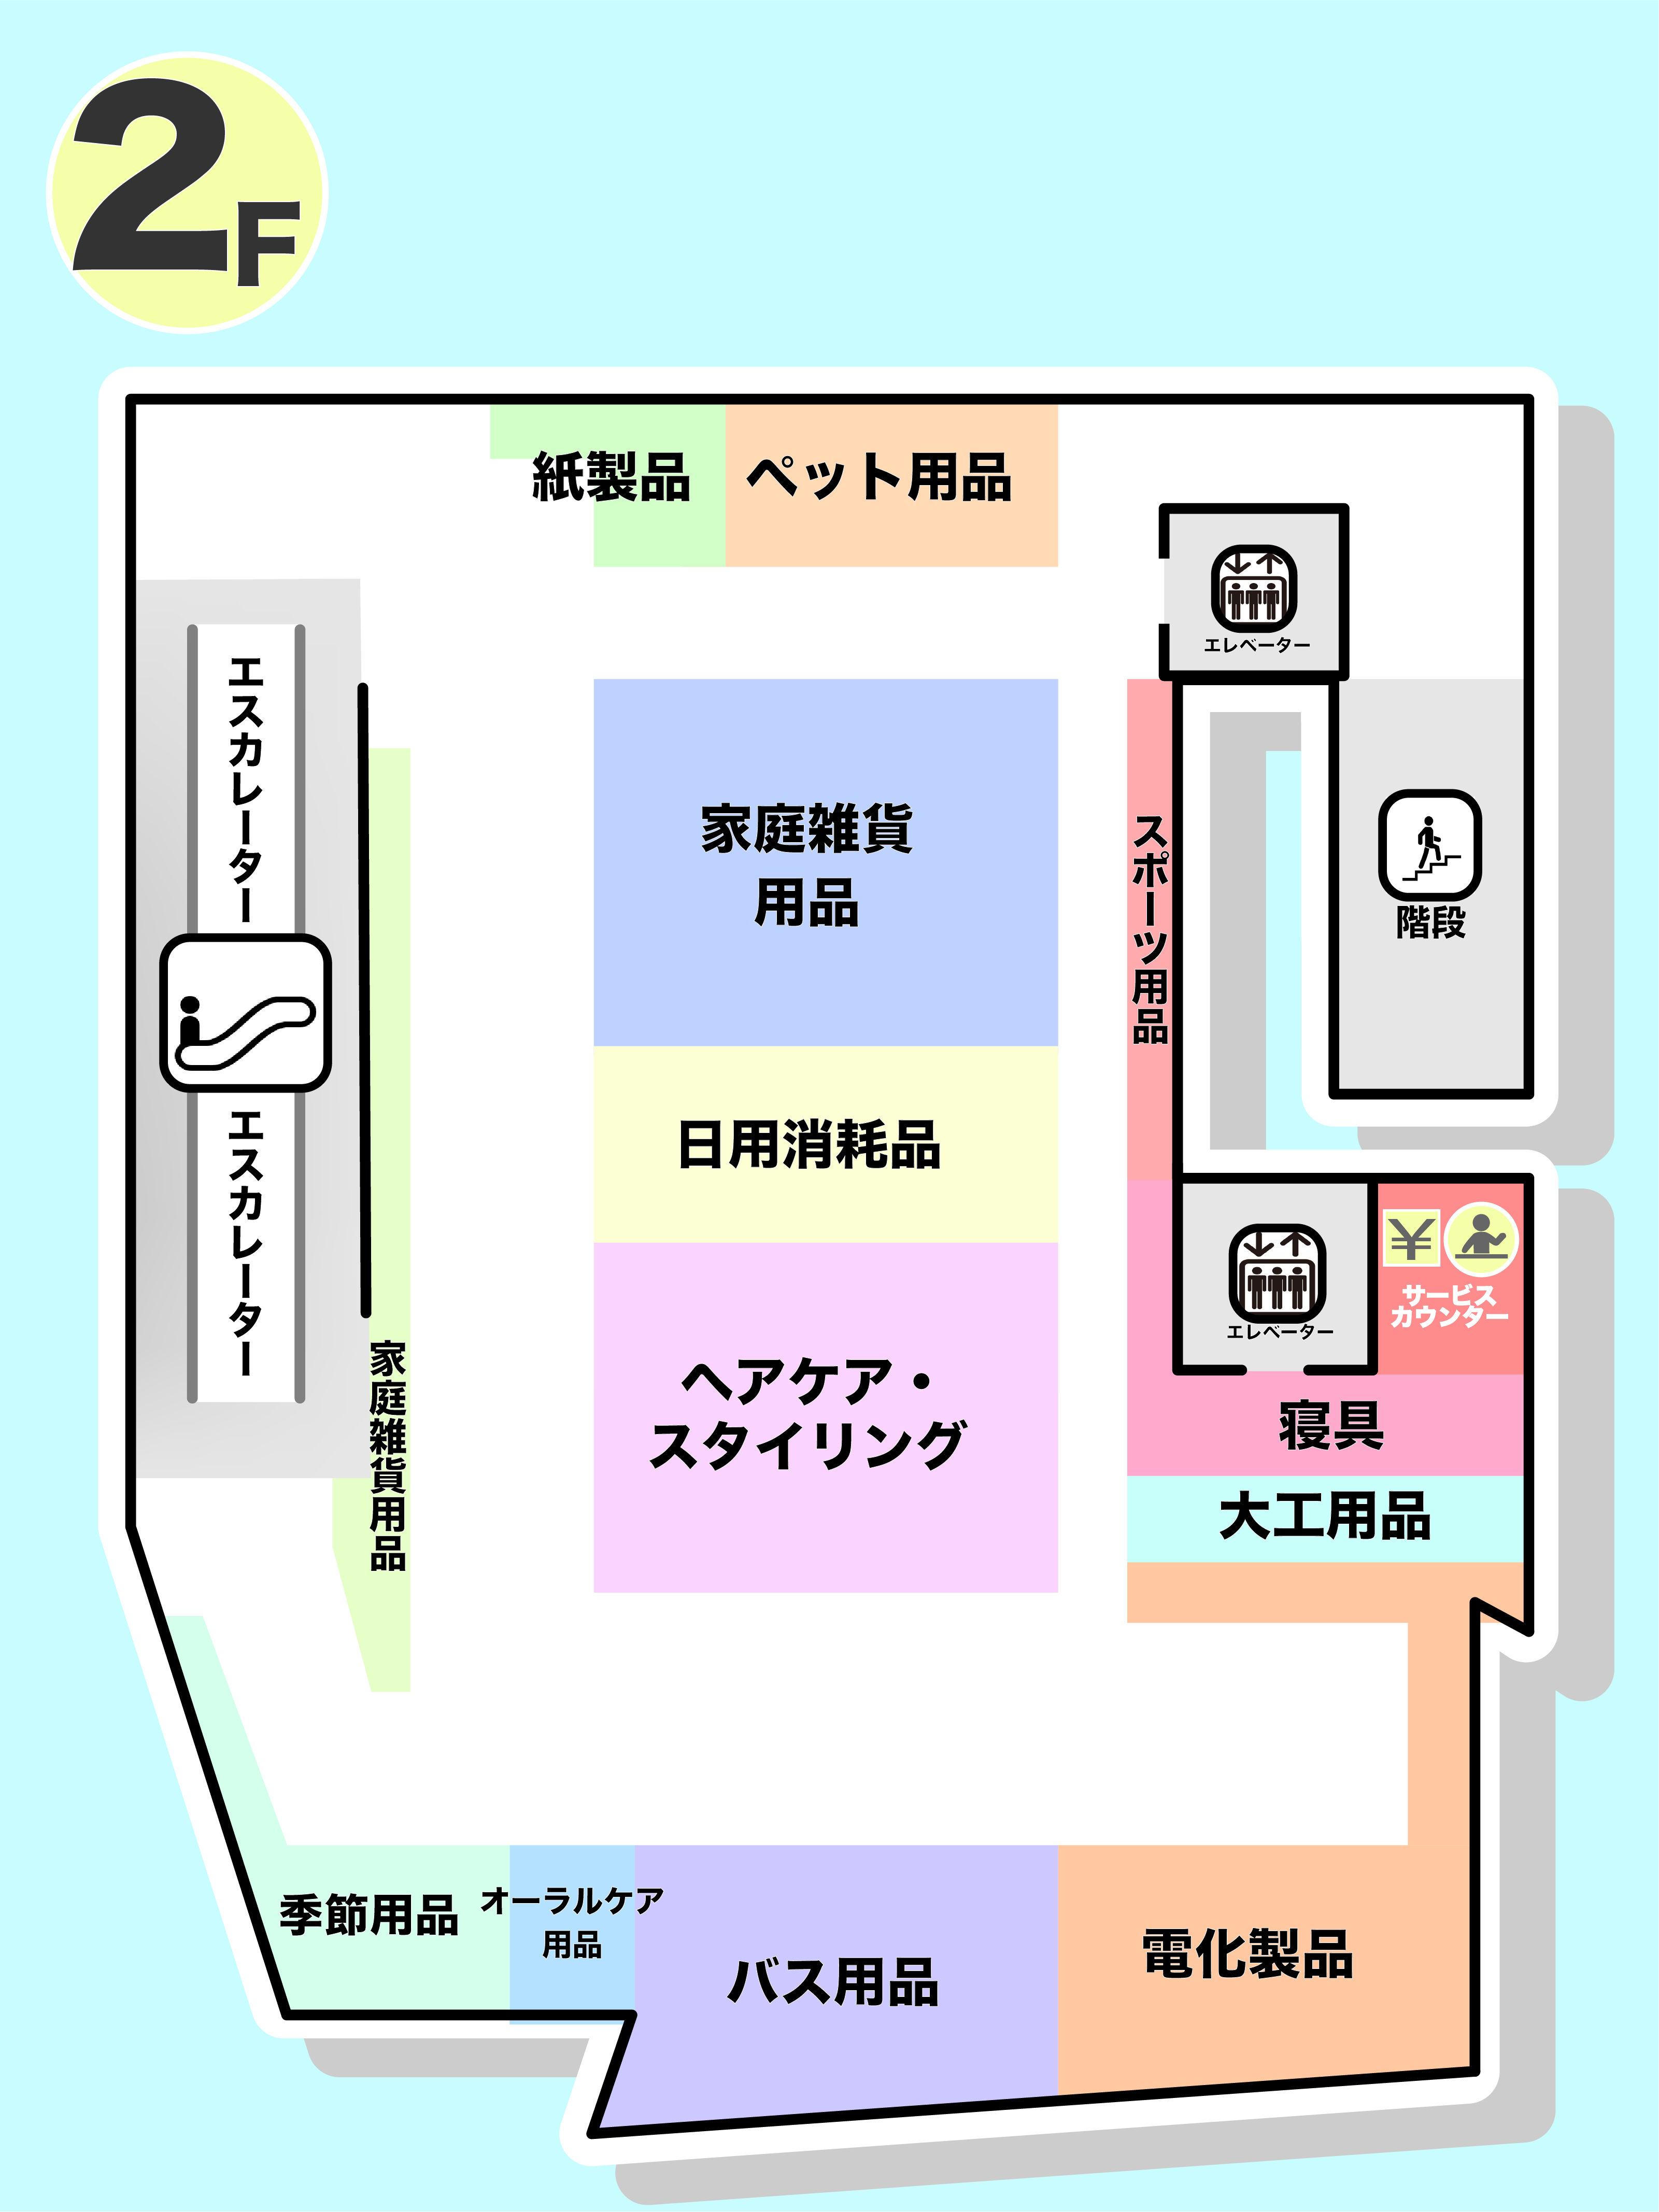 2F
紙製品
ペット用品
エレベーター
エスカレーター
家庭雑貨
用品
スポーツ用品
階段
日用消耗品
エスカレーター
¥
サービス
カウンター
エレベーター
家庭雑貨用品
ヘアケア・
スタイリング
寝具
大工用品
季節用品
オーラルケア
用品
バス用品
電化製品